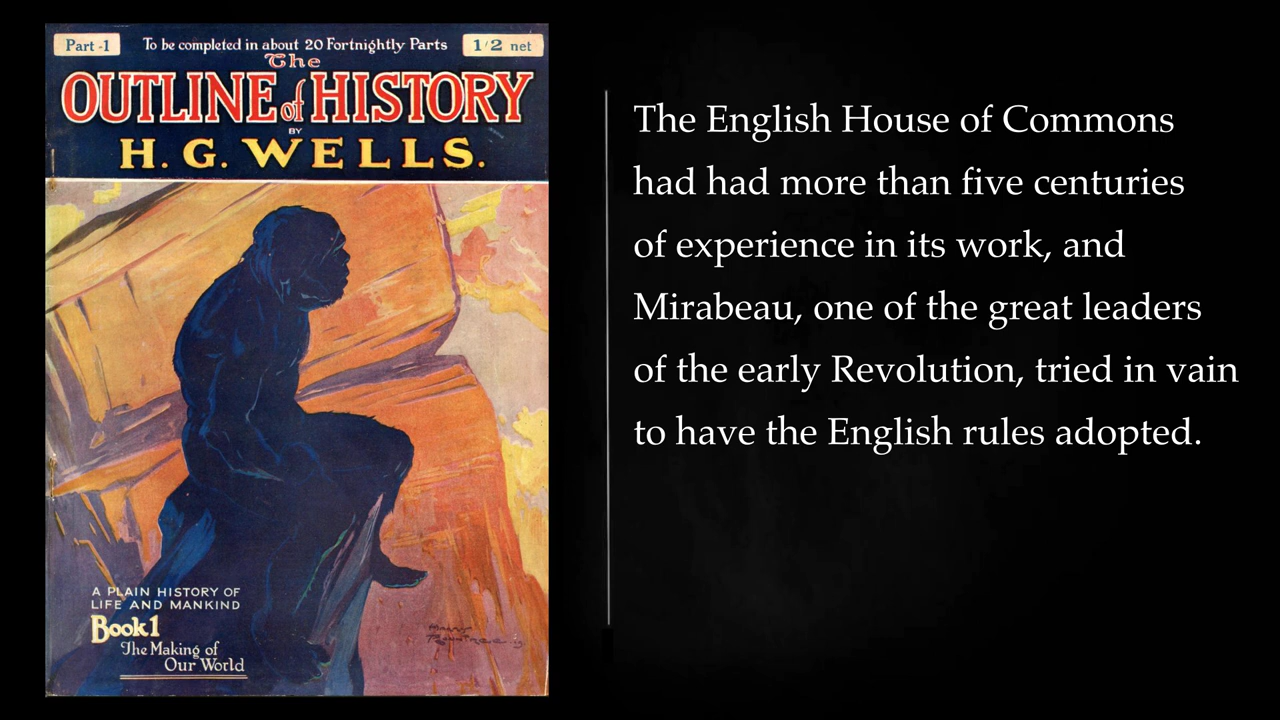 Part -1
To be completed in about 20 Fortnightly Parts
1/2 net
The
OUTLINE of HISTORY
BY
H. G. WELLS.
A PLAIN HISTORY OF
LIFE AND MANKIND
Book 1
The Making of
Our World
The English House of Commons
had had more than five centuries
of experience in its work, and
Mirabeau, one of the great leaders
of the early Revolution, tried in vain
to have the English rules adopted.